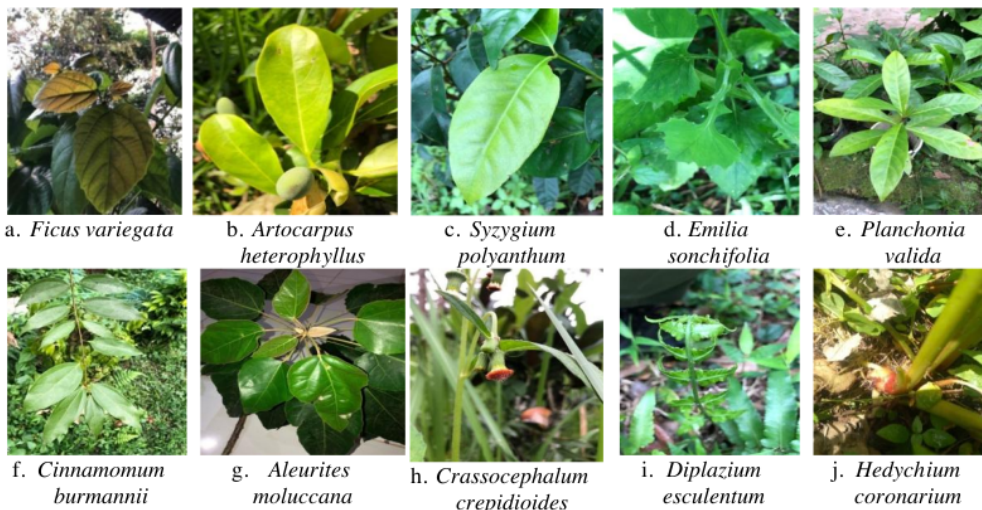 a. Ficus variegata
b. Artocarpus
heterophyllus
c. Syzygium
polyanthum
d. Emilia
sonchifolia
e. Planchonia
valida
f. Cinnamomum
burmannii
g. Aleurites
moluccana
h. Crassocephalum
crepidioides
i. Diplazium
esculentum
j. Hedychium
coronarium